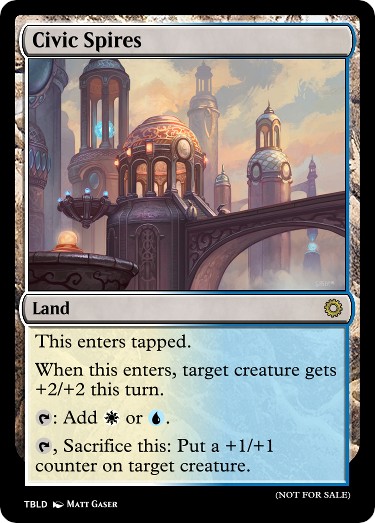 Civic Spires
Land
This enters tapped.
When this enters, target creature gets
+2/+2 this turn.
: Add or .
, Sacrifice this: Put a +1/+1
counter on target creature.
TBLD Matt Gaser
(NOT FOR SALE)